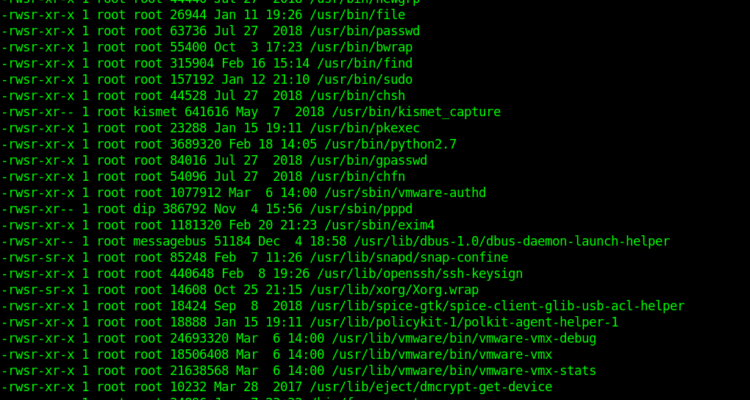 -rwsr-xr-x 1 root root 44440 Jul 27  2018 /usr/bin/newgrp
-rwsr-xr-x 1 root root 26944 Jan 11 19:26 /usr/bin/file
-rwsr-xr-x 1 root root 63736 Jul 27  2018 /usr/bin/passwd
-rwsr-xr-x 1 root root 55400 Oct  3 17:23 /usr/bin/bwrap
-rwsr-xr-x 1 root root 315904 Feb 16 15:14 /usr/bin/find
-rwsr-xr-x 1 root root 157192 Jan 12 21:10 /usr/bin/sudo
-rwsr-xr-x 1 root root 44528 Jul 27  2018 /usr/bin/chsh
-rwsr-xr-- 1 root kismet 641616 May  7  2018 /usr/bin/kismet_capture
-rwsr-xr-x 1 root root 23288 Jan 15 19:11 /usr/bin/pkexec
-rwsr-xr-x 1 root root 3689320 Feb 18 14:05 /usr/bin/python2.7
-rwsr-xr-x 1 root root 84016 Jul 27  2018 /usr/bin/gpasswd
-rwsr-xr-x 1 root root 54096 Jul 27  2018 /usr/bin/chfn
-rwsr-xr-x 1 root root 1077912 Mar  6 14:00 /usr/sbin/vmware-authd
-rwsr-xr-- 1 root dip 386792 Nov  4 15:56 /usr/sbin/pppd
-rwsr-xr-x 1 root root 1181320 Feb 20 21:23 /usr/sbin/exim4
-rwsr-xr-- 1 root messagebus 51184 Dec  4 18:58 /usr/lib/dbus-1.0/dbus-daemon-launch-helper
-rwsr-sr-x 1 root root 85248 Feb  7 11:26 /usr/lib/snapd/snap-confine
-rwsr-xr-x 1 root root 440648 Feb  8 19:26 /usr/lib/openssh/ssh-keysign
-rwsr-sr-x 1 root root 14608 Oct 25 21:15 /usr/lib/xorg/Xorg.wrap
-rwsr-xr-x 1 root root 18424 Sep  8  2018 /usr/lib/spice-gtk/spice-client-glib-usb-acl-helper
-rwsr-xr-x 1 root root 18888 Jan 15 19:11 /usr/lib/policykit-1/polkit-agent-helper-1
-rwsr-xr-x 1 root root 24693320 Mar  6 14:00 /usr/lib/vmware/bin/vmware-vmx-debug
-rwsr-xr-x 1 root root 18506408 Mar  6 14:00 /usr/lib/vmware/bin/vmware-vmx
-rwsr-xr-x 1 root root 21638568 Mar  6 14:00 /usr/lib/vmware/bin/vmware-vmx-stats
-rwsr-xr-x 1 root root 10232 Mar 28  2017 /usr/lib/eject/dmcrypt-get-device